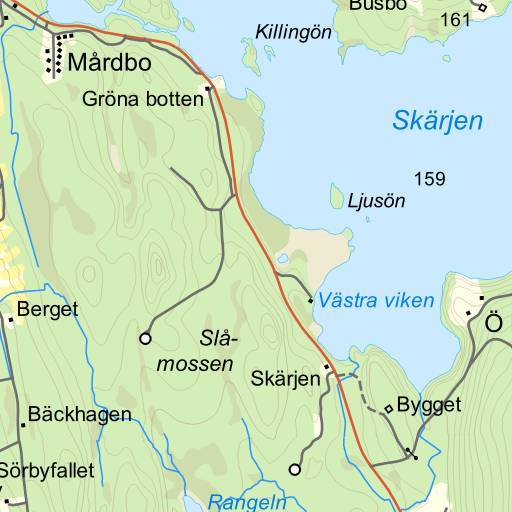 Busbo
161
Killingön
Mårdbo
Gröna botten
Skärjen
159
Ljusön
Västra viken
Berget
Ö
Slå-
mossen
Skärjen
Bygget
Bäckhagen
Sörbyfallet
Rangeln